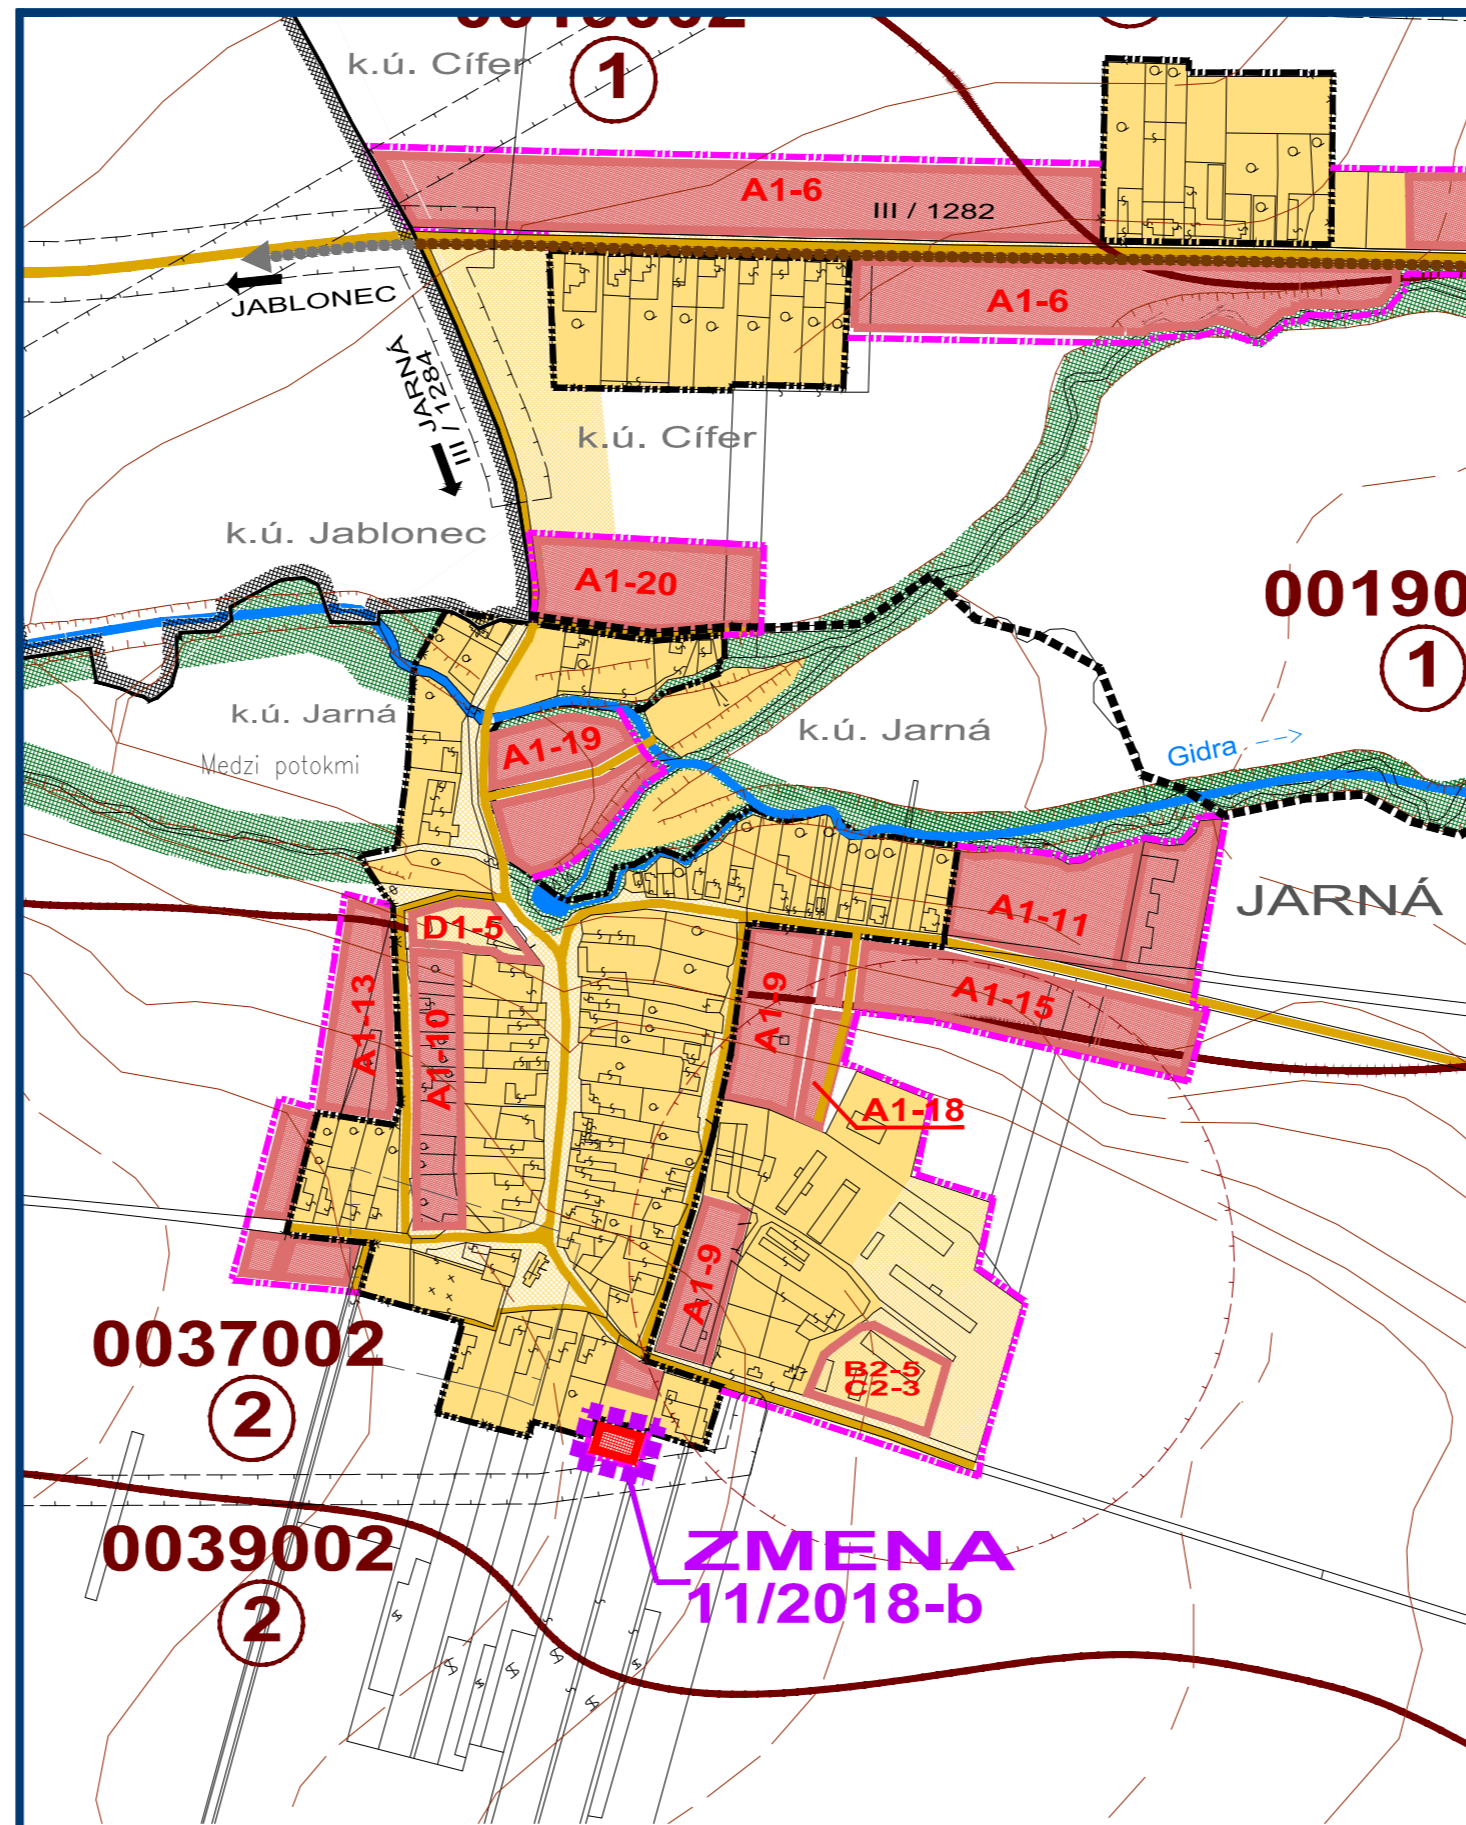 k.ú. Cífer
1
A1-6
III / 1282
JABLONEC
A1-6
JARNÁ
III / 1284
k.ú. Cífer
k.ú. Jablonec
A1-20
00190
1
k.ú. Jarná
k.ú. Jarná
Medzi potokmi
A1-19
Gidra
JARNÁ
A1-11
D1-5
A1-13
A1-10
A1-9
A1-15
A1-18
A1-9
B2-5
C2-3
0037002
2
0039002
2
ZMENA
11/2018-b